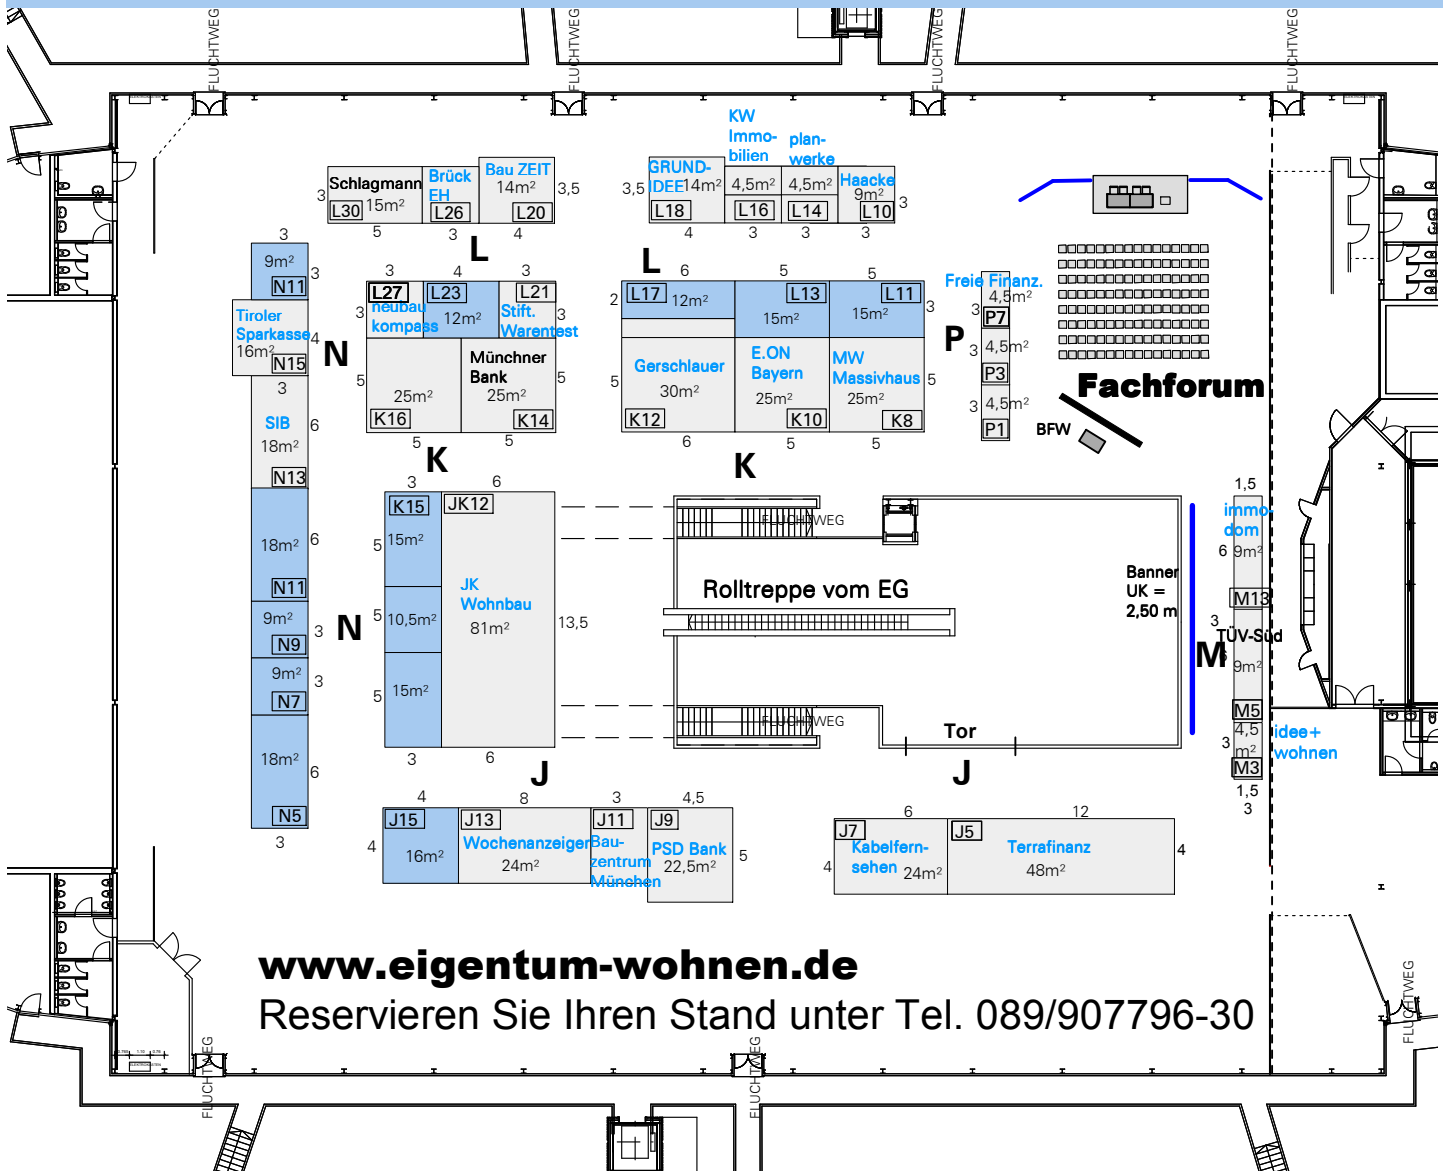 FLUCHTWEG
FLUCHTWEG
FLUCHTWEG
FLUCHTWEG
Schlagmann
3
15m²
L30
5
Brück
EH
L26
3
Bau ZEIT
14m²
3,5
L20
4
L
GRUND-
IDEE
14m²
3,5
L18
4
KW
Immo-
bilien
4,5m²
L16
3
plan-
werke
4,5m²
L14
3
Haacke
9m²
L10
3
3
L
3
9m²
3
N11
Tiroler
Sparkasse
4
16m²
N15
N
3
SIB
6
18m²
N13
18m²
6
N11
9m²
3
N9
9m²
3
N7
18m²
6
N5
3
N
3
L27
3
neubau
kompass
4
L23
12m²
3
L21
3
Stift.
Warentest
5
25m²
K16
5
Münchner
Bank
25m²
5
K14
5
K
6
2
L17
12m²
5
L13
15m²
5
L11
15m²
3
Gerschlauer
5
30m²
K12
6
E.ON
Bayern
25m²
K10
5
MW
Massivhaus
25m²
5
K8
5
K
Freie Finanz.
4,5m²
3
P7
P
3
4,5m²
P3
3
4,5m²
P1
Fachforum
BFW
3
K15
15m²
5
5
10,5m²
5
15m²
3
6
JK12
JK
Wohnbau
81m²
13,5
6
J
FLUCHTWEG
Rolltreppe vom EG
FLUCHTWEG
Tor
J
Banner
UK =
2,50 m
M
1,5
immo-
dom
6
9m²
M13
3
TÜV-Süd
6
9m²
M5
4,5
m²
3
M3
1,5
3
idee+
wohnen
4
J15
4
16m²
8
J13
Wochenanzeiger
24m²
3
J11
Bau-
zentrum
München
4,5
J9
PSD Bank
22,5m²
5
6
J7
Kabelfern-
sehen
24m²
4
12
J5
Terrafinanz
48m²
4
www.eigentum-wohnen.de
Reservieren Sie Ihren Stand unter Tel. 089/907796-30
FLUCHTWEG
FLUCHTWEG
FLUCHTWEG